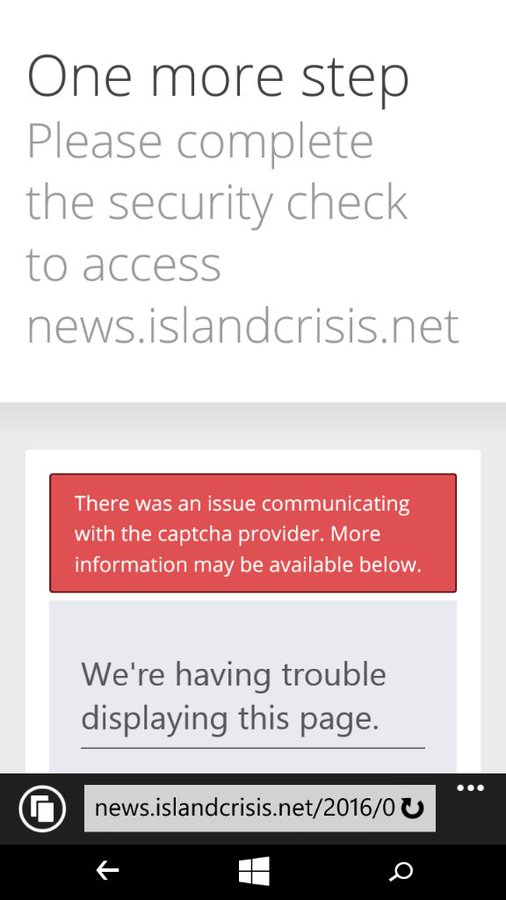 One more step
Please complete
the security check
to access
news.islandcrisis.net
There was an issue communicating
with the captcha provider. More
information may be available below.
We're having trouble
displaying this page.
news.islandcrisis.net/2016/0